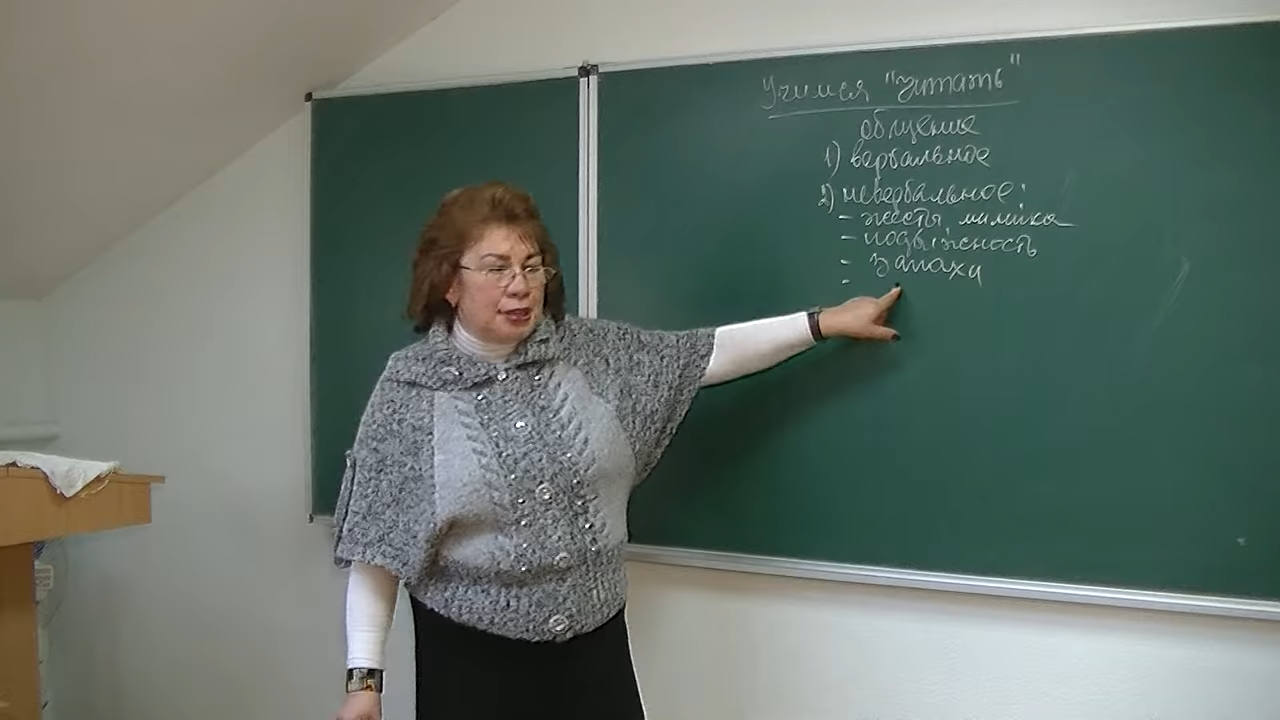 Учимся "читать"
общение
1) вербальное
2) невербальное:
- жесты, мимика
- подвижность
- запахи
-